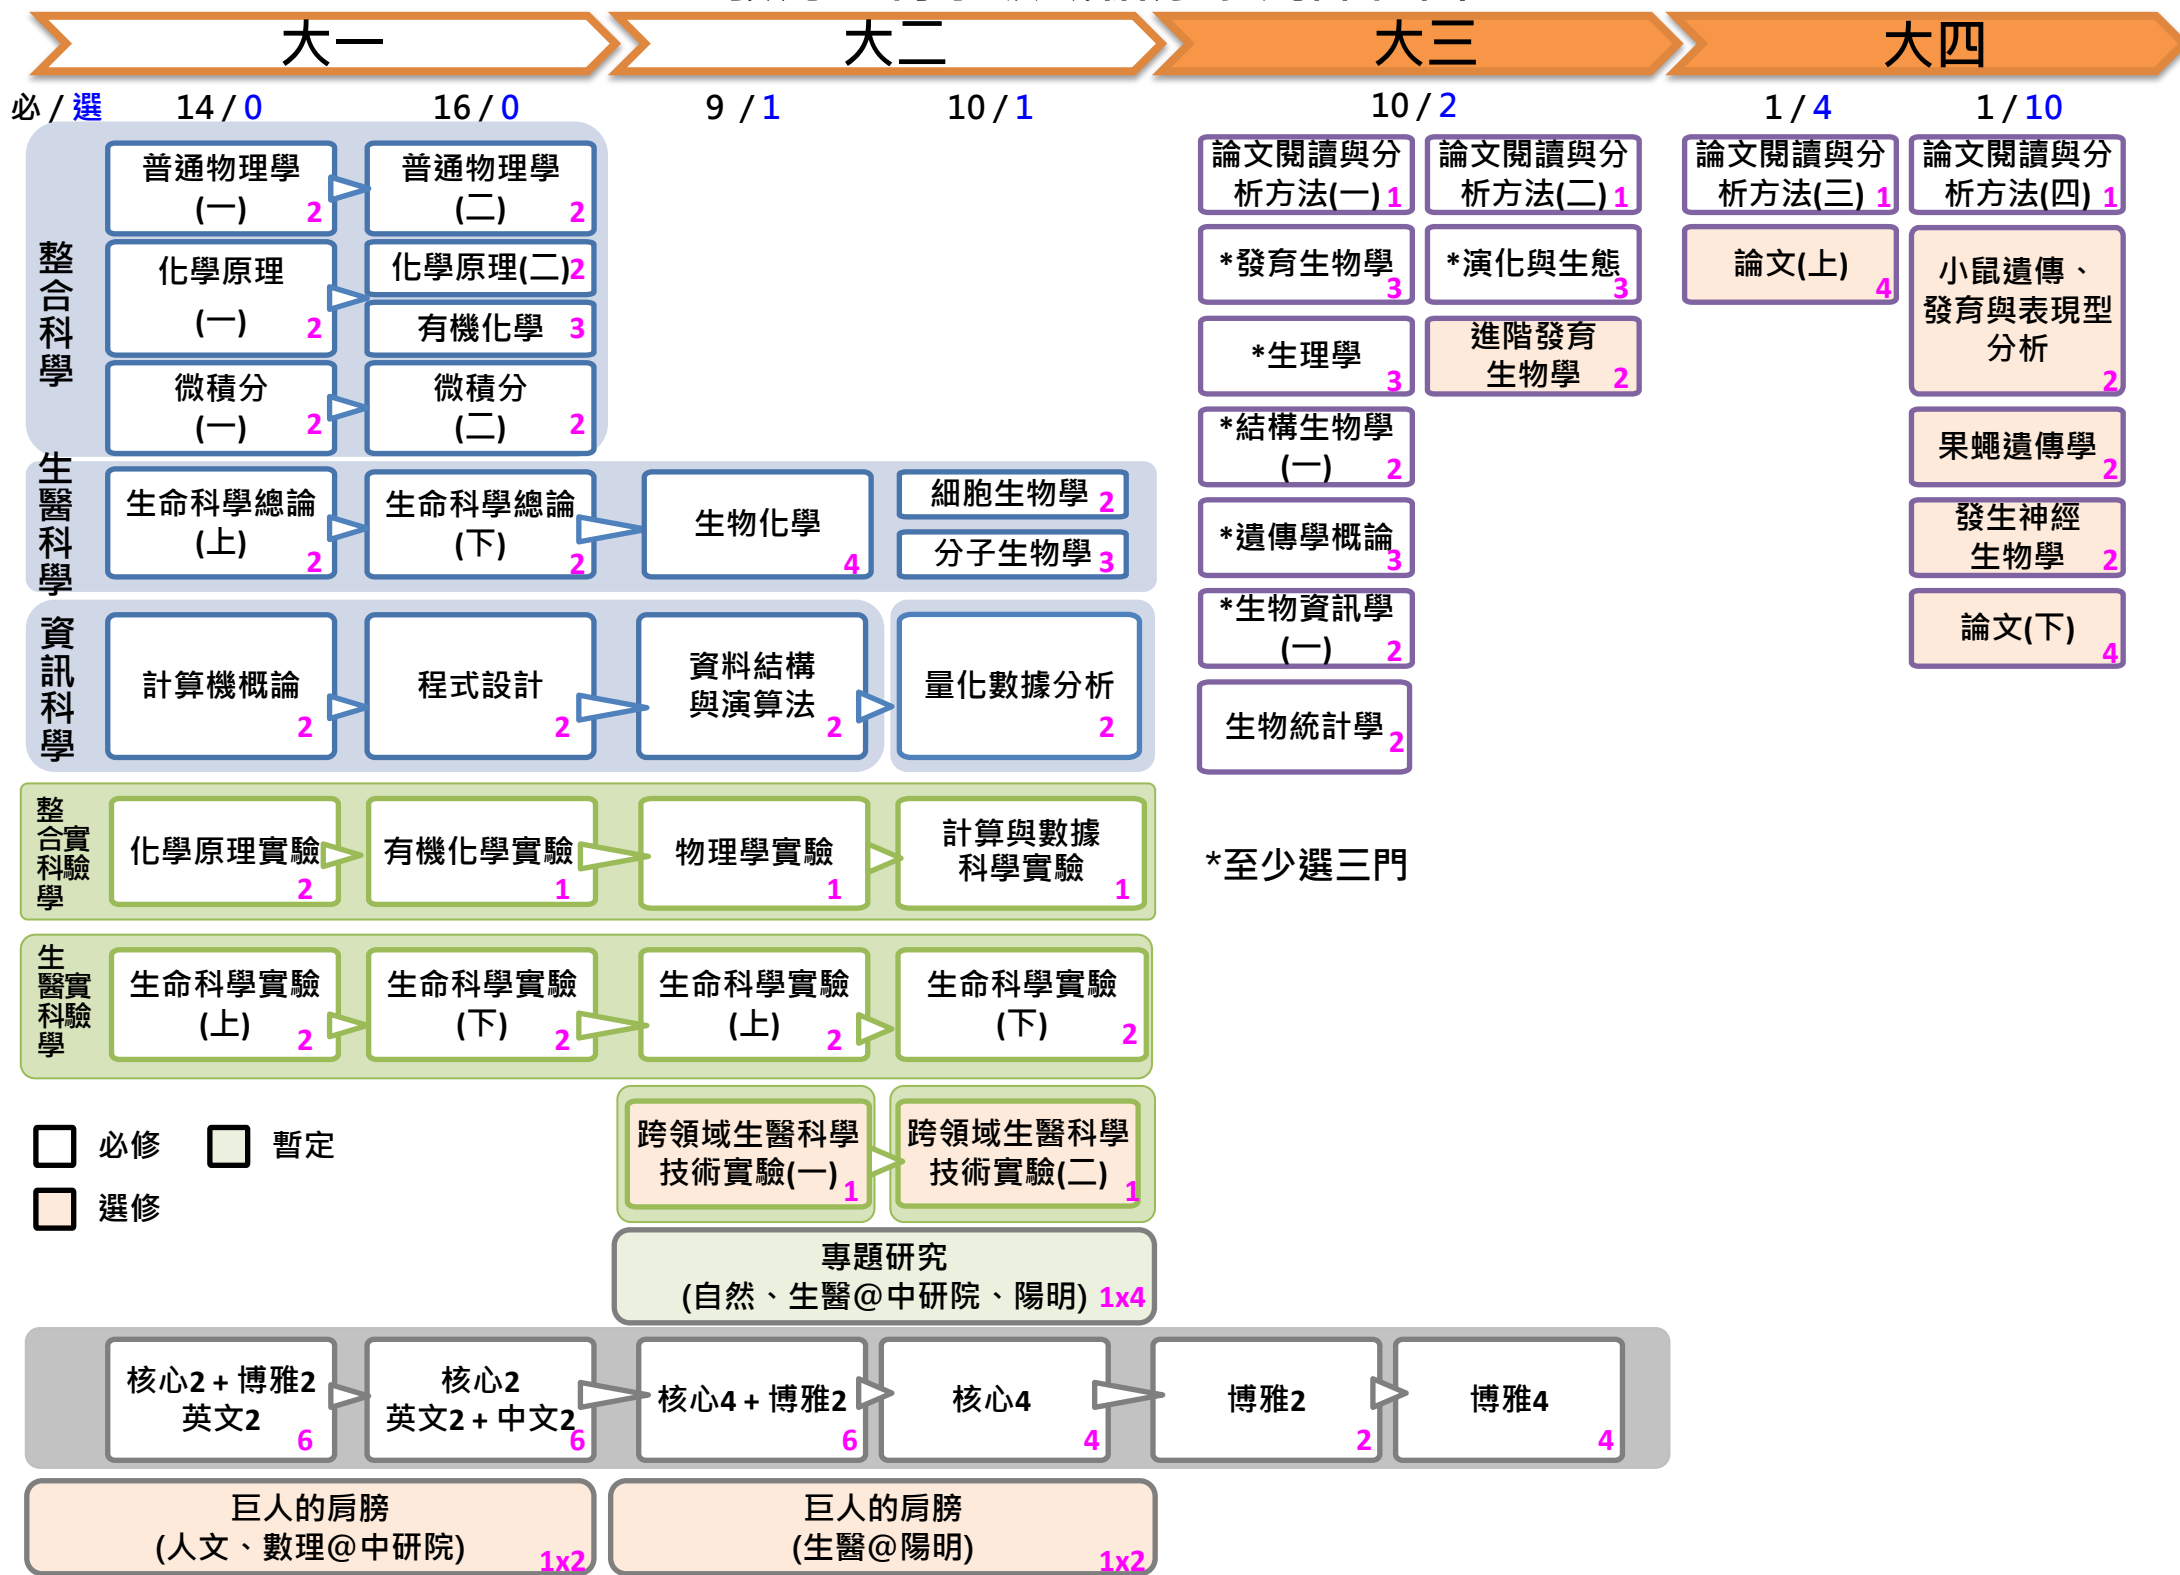 大一
大二
大三
大四
必 / 選
14 / 0
16 / 0
9 / 1
10 / 1
10 / 2
1 / 4
1 / 10
整合科學
普通物理學
(一) 2
普通物理學
(二) 2
化學原理
(一) 2
化學原理(二) 2
有機化學 3
微積分
(一) 2
微積分
(二) 2
生醫科學
生命科學總論
(上) 2
生命科學總論
(下) 2
生物化學
4
細胞生物學 2
分子生物學 3
資訊科學
計算機概論
2
程式設計
2
資料結構
與演算法 2
量化數據分析
2
整合科學
實驗
化學原理實驗
2
有機化學實驗
1
物理學實驗
1
計算與數據
科學實驗 1
生醫科學
實驗
生命科學實驗
(上) 2
生命科學實驗
(下) 2
生命科學實驗
(上) 2
生命科學實驗
(下) 2
跨領域生醫科學
技術實驗(一) 1
跨領域生醫科學
技術實驗(二) 1
必修
暫定
選修
專題研究
(自然、生醫@中研院、陽明) 1x4
核心2 + 博雅2
英文2
6
核心2
英文2 + 中文2
6
核心4 + 博雅2
6
核心4
4
博雅2
2
博雅4
4
巨人的肩膀
(人文、數理@中研院)
1x2
巨人的肩膀
(生醫@陽明)
1x2
論文閱讀與分
析方法(一) 1
論文閱讀與分
析方法(二) 1
*發育生物學
3
*演化與生態
3
*生理學
3
進階發育
生物學 2
*結構生物學
(一) 2
*遺傳學概論
3
*生物資訊學
(一) 2
生物統計學 2
*至少選三門
論文閱讀與分
析方法(三) 1
論文閱讀與分
析方法(四) 1
論文(上)
4
小鼠遺傳、
發育與表現型
分析
2
果蠅遺傳學
2
發生神經
生物學 2
論文(下)
4